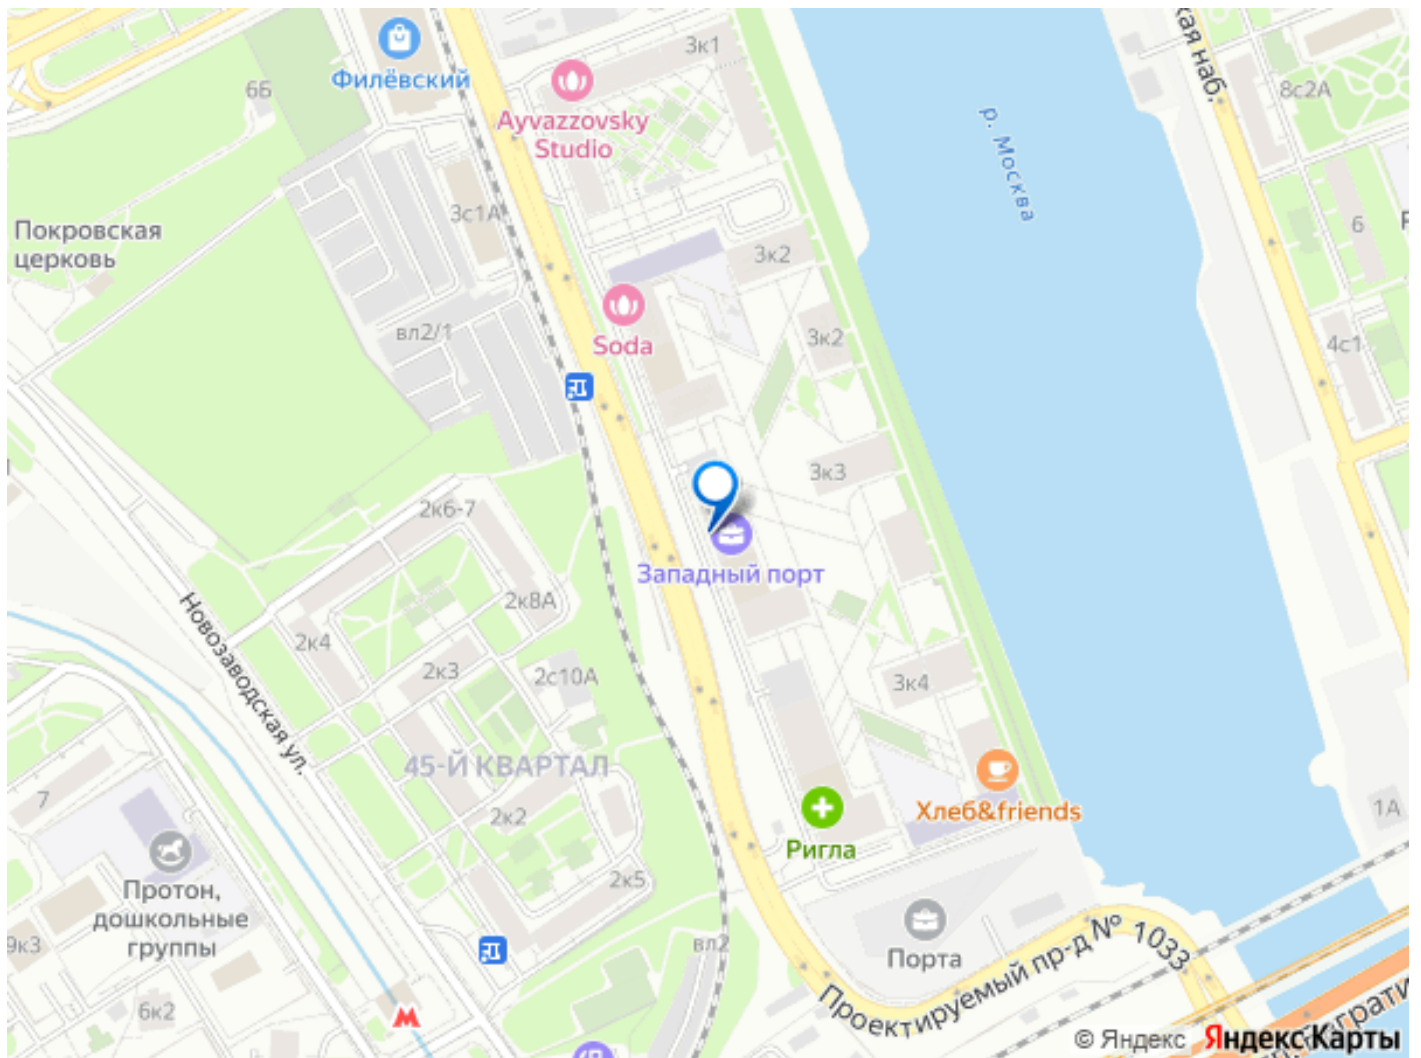 Филёвский
6Б
3к1
Ayvazzovsky
Studio
р. Москва
кая наб.
8с2А
3с1А
Покровская
церковь
6
3к2
вл2/1
Soda
3к2
4с1
3к3
2к6-7
Западный порт
2к8А
2к4
2к3
2с10А
3к4
Новозаводская ул.
45-Й КВАРТАЛ
7
2к2
Хлеб&friends
1А
Ригла
2к5
Протон,
дошкольные
группы
9к3
вл2
Порта
Проектируемый пр-д № 1033
6к2
© Яндекс Яндекс Карты